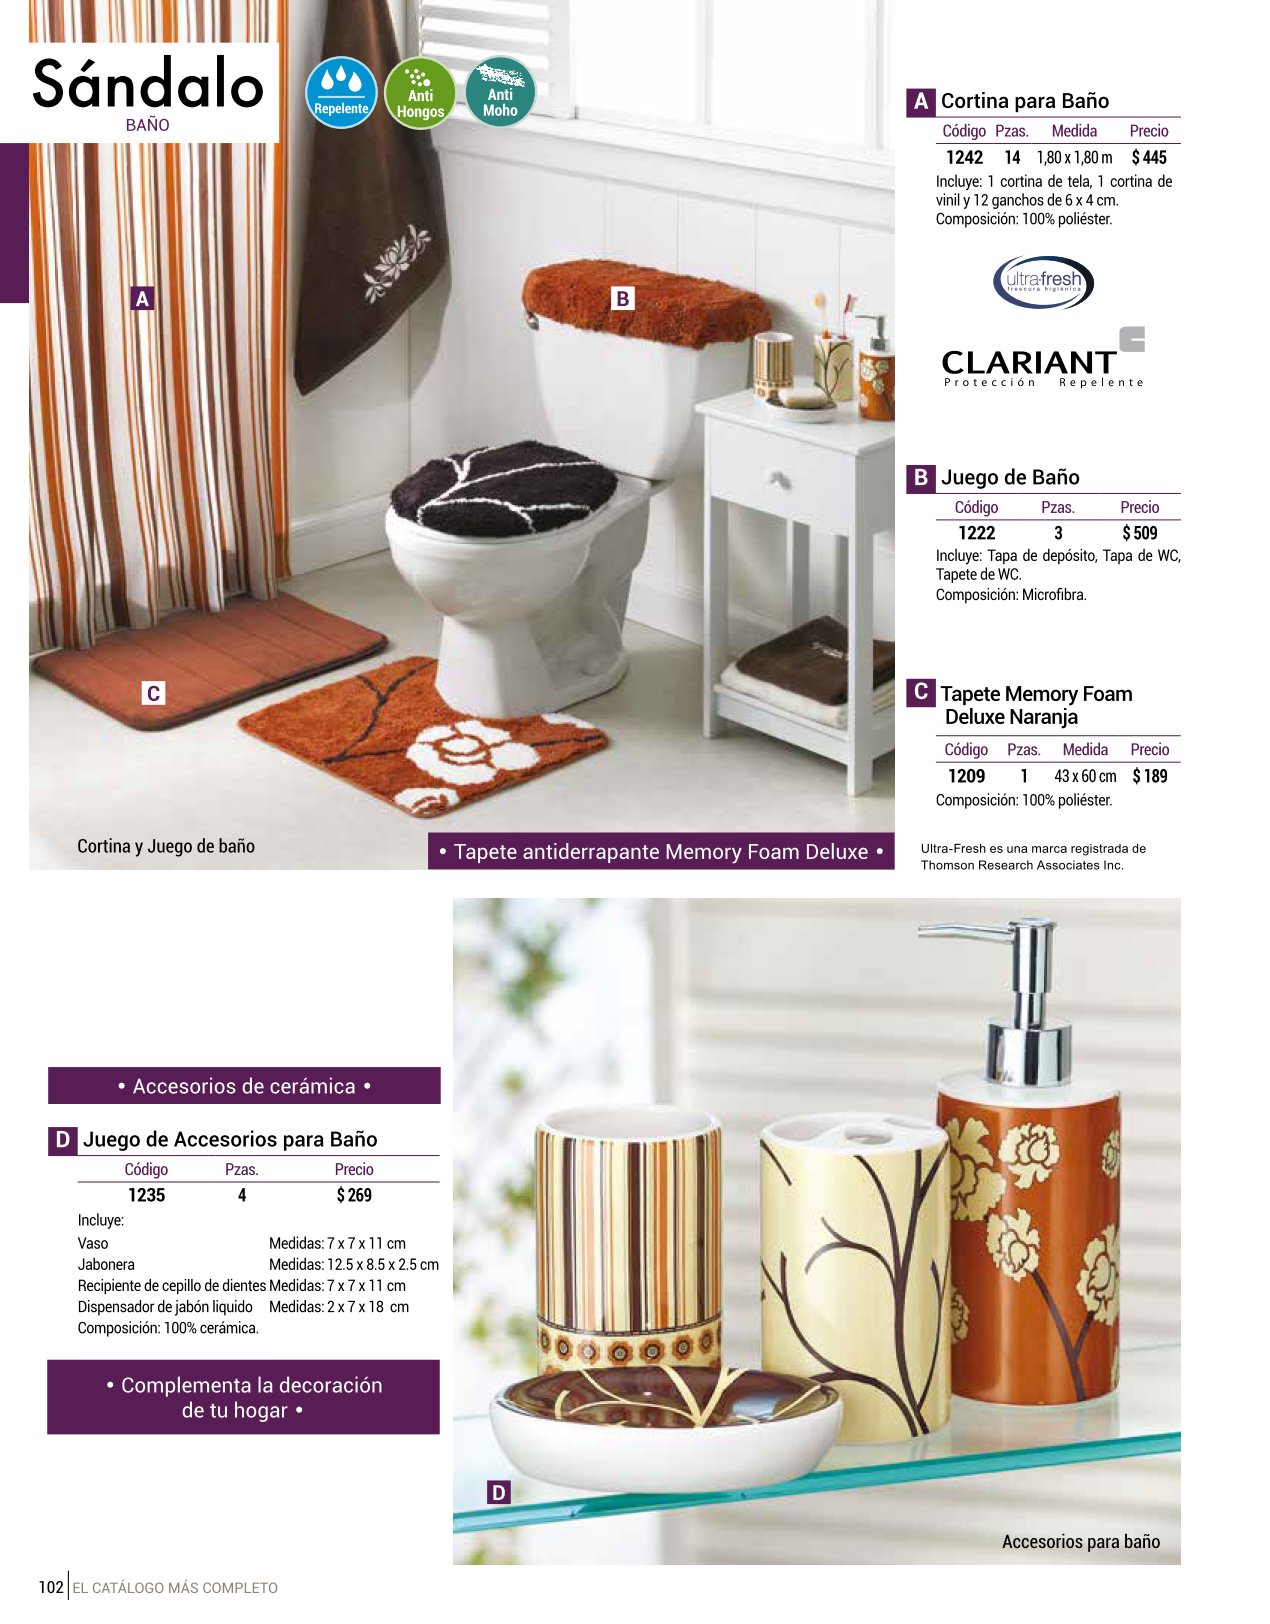 Sándalo
BAÑO
Repelente
Anti
Hongos
Anti
Moho
A
B
C
Cortina y Juego de baño
• Tapete antiderrapante Memory Foam Deluxe •
A Cortina para Baño
Código Pzas. Medida Precio
1242 14 1,80 x 1,80 m $ 445
Incluye: 1 cortina de tela, 1 cortina de
vinil y 12 ganchos de 6 x 4 cm.
Composición: 100% poliéster.
ultra-fresh
frescura higiénica
CLARIANT
Protección Repelente
B Juego de Baño
Código Pzas. Precio
1222 3 $ 509
Incluye: Tapa de depósito, Tapa de WC,
Tapete de WC.
Composición: Microfibra.
C Tapete Memory Foam
Deluxe Naranja
Código Pzas. Medida Precio
1209 1 43 x 60 cm $ 189
Composición: 100% poliéster.
Ultra-Fresh es una marca registrada de
Thomson Research Associates Inc.
• Accesorios de cerámica •
D Juego de Accesorios para Baño
Código Pzas. Precio
1235 4 $ 269
Incluye:
Vaso Medidas: 7 x 7 x 11 cm
Jabonera Medidas: 12.5 x 8.5 x 2.5 cm
Recipiente de cepillo de dientes Medidas: 7 x 7 x 11 cm
Dispensador de jabón liquido Medidas: 2 x 7 x 18 cm
Composición: 100% cerámica.
• Complementa la decoración
de tu hogar •
D
Accesorios para baño
102 EL CATÁLOGO MÁS COMPLETO